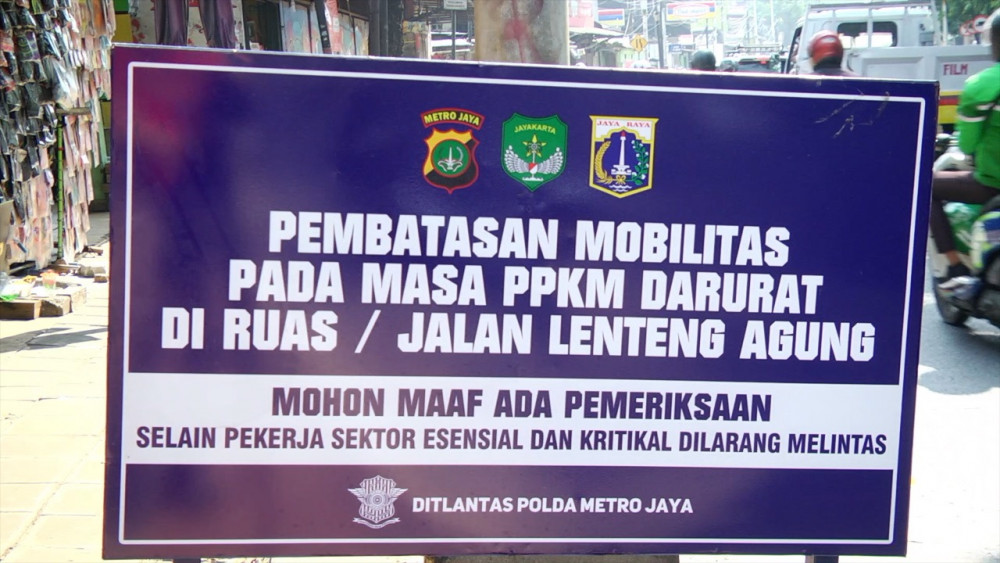 METRO JAYA
JAYAKARTA
JAYA RAYA
PEMBATASAN MOBILITAS
PADA MASA PPKM DARURAT
DI RUAS / JALAN LENTENG AGUNG
MOHON MAAF ADA PEMERIKSAAN
SELAIN PEKERJA SEKTOR ESENSIAL DAN KRITIKAL DILARANG MELINTAS
DITLANTAS POLDA METRO JAYA
FILM